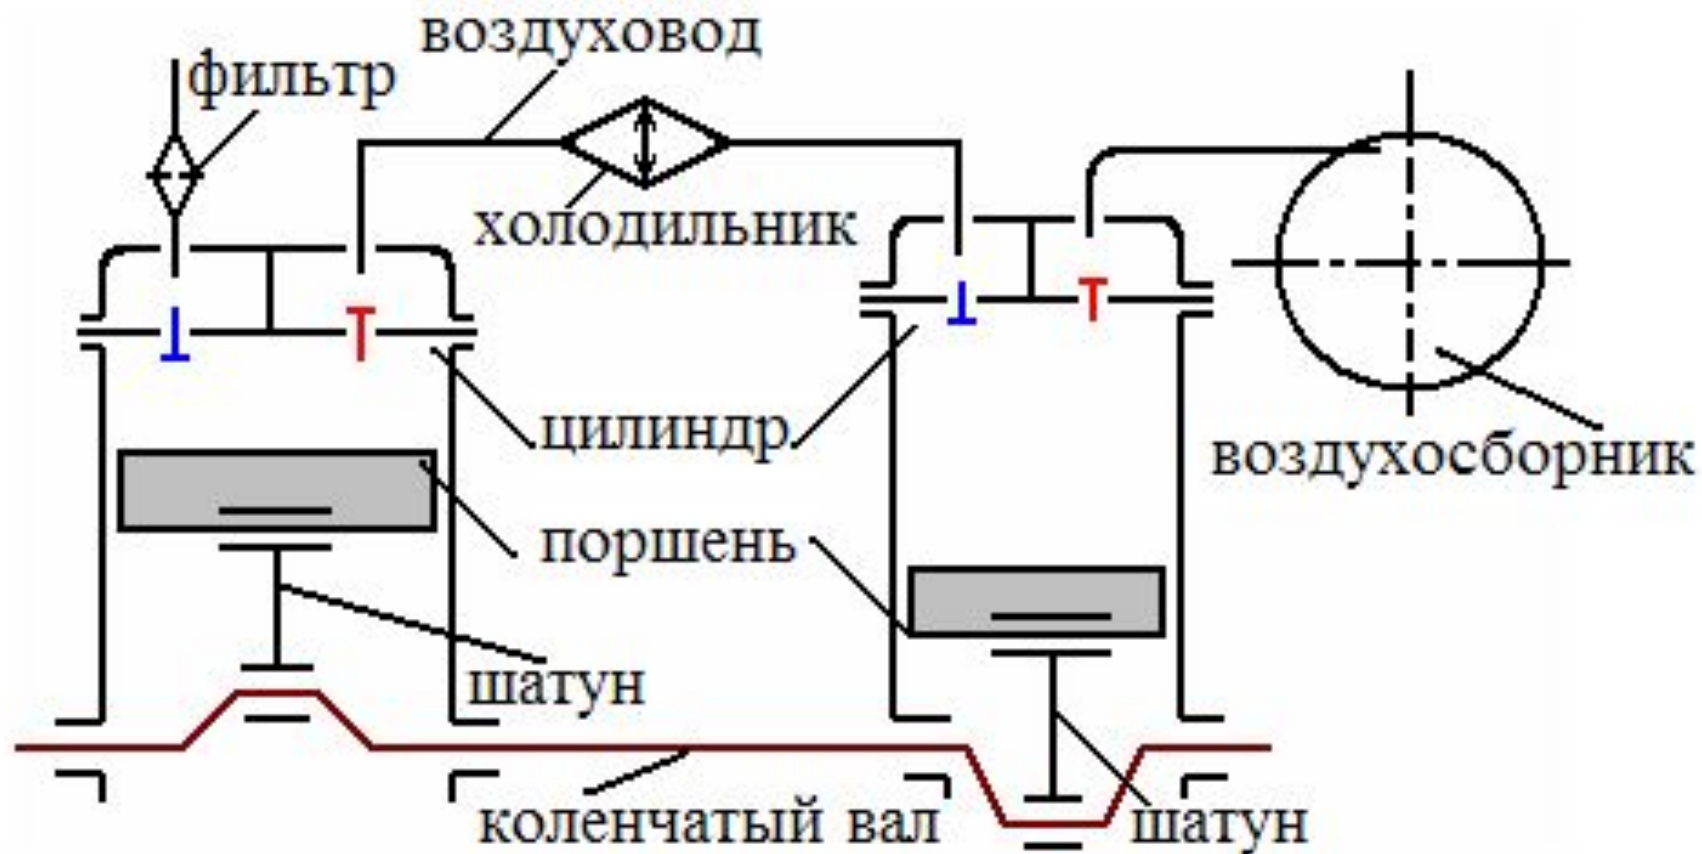 воздуховод
фильтр
холодильник
цилиндр
воздухосборник
поршень
шатун
коленчатый вал
шатун